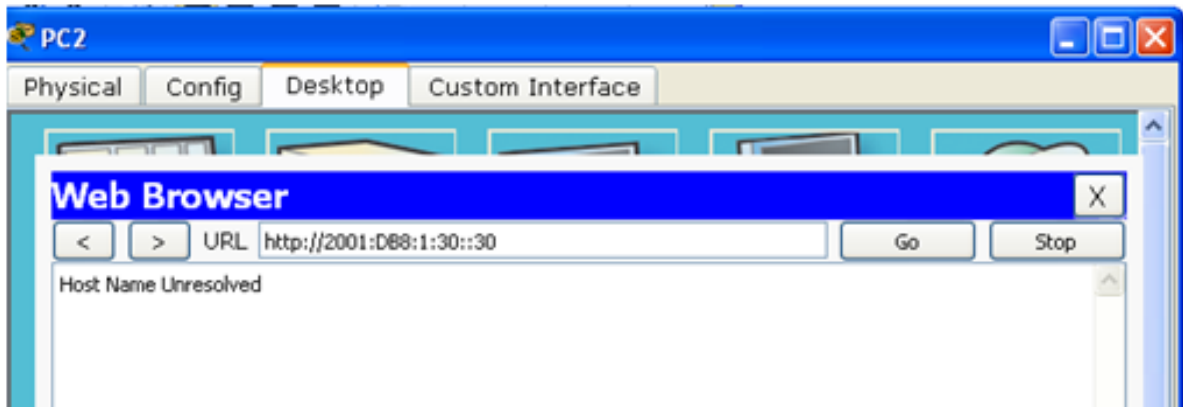 PC2
Physical Config Desktop Custom Interface
Web Browser
X
< > URL http://2001:DB8:1:30::30 Go Stop
Host Name Unresolved